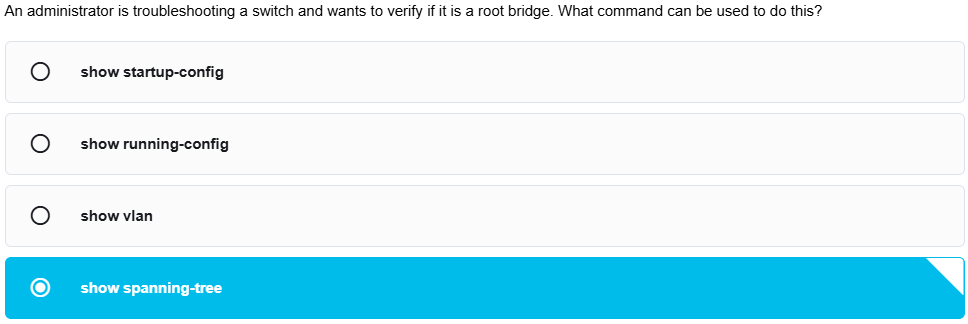 An administrator is troubleshooting a switch and wants to verify if it is a root bridge. What command can be used to do this?
show startup-config
show running-config
show vlan
show spanning-tree